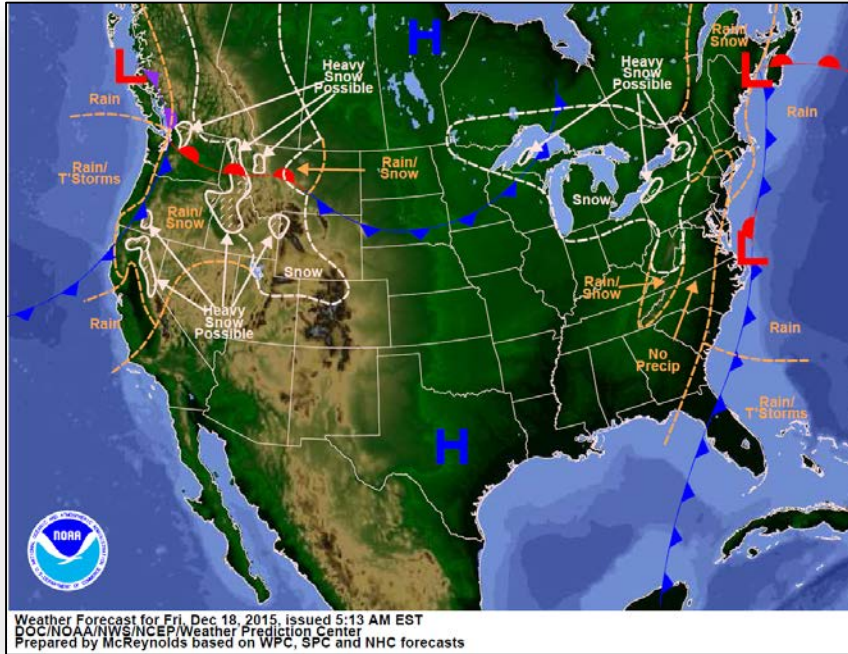 H
L
Heavy
Snow
Possible
Rain
Rain/
T'Storms
Rain/
Snow
Rain/
Snow
Snow
Heavy
Snow
Possible
Rain
Heavy
Snow
Possible
Snow
Rain/
Snow
L
Rain
L
Rain/
Snow
No
Precip
Rain
Rain/
T'Storms
H
NOAA
Weather Forecast for Fri, Dec 18, 2015, issued 5:13 AM EST
DOC/NOAA/NWS/NCEP/Weather Prediction Center
Prepared by McReynolds based on WPC, SPC and NHC forecasts